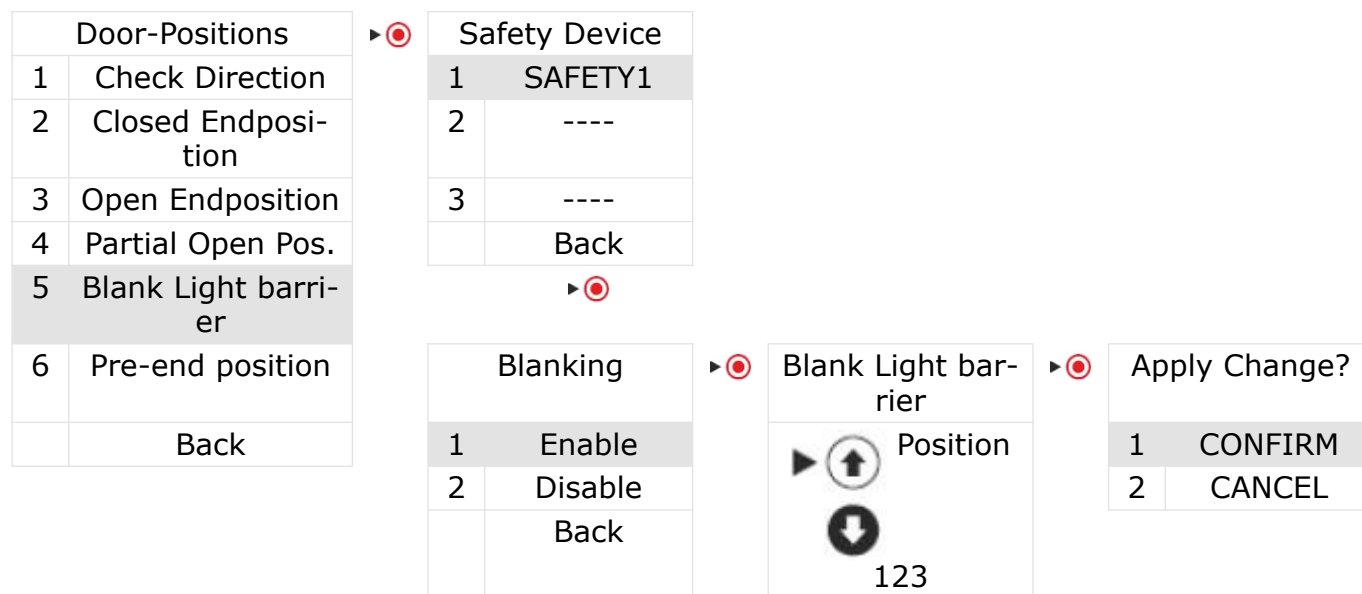 Door-Positions
1 Check Direction
2 Closed Endposi-
tion
3 Open Endposition
4 Partial Open Pos.
5 Blank Light barri-
er
6 Pre-end position
Back
Safety Device
1 SAFETY1
2 ----
3 ----
Back
Blanking
1 Enable
2 Disable
Back
Blank Light bar-
rier
Position
123
Apply Change?
1 CONFIRM
2 CANCEL